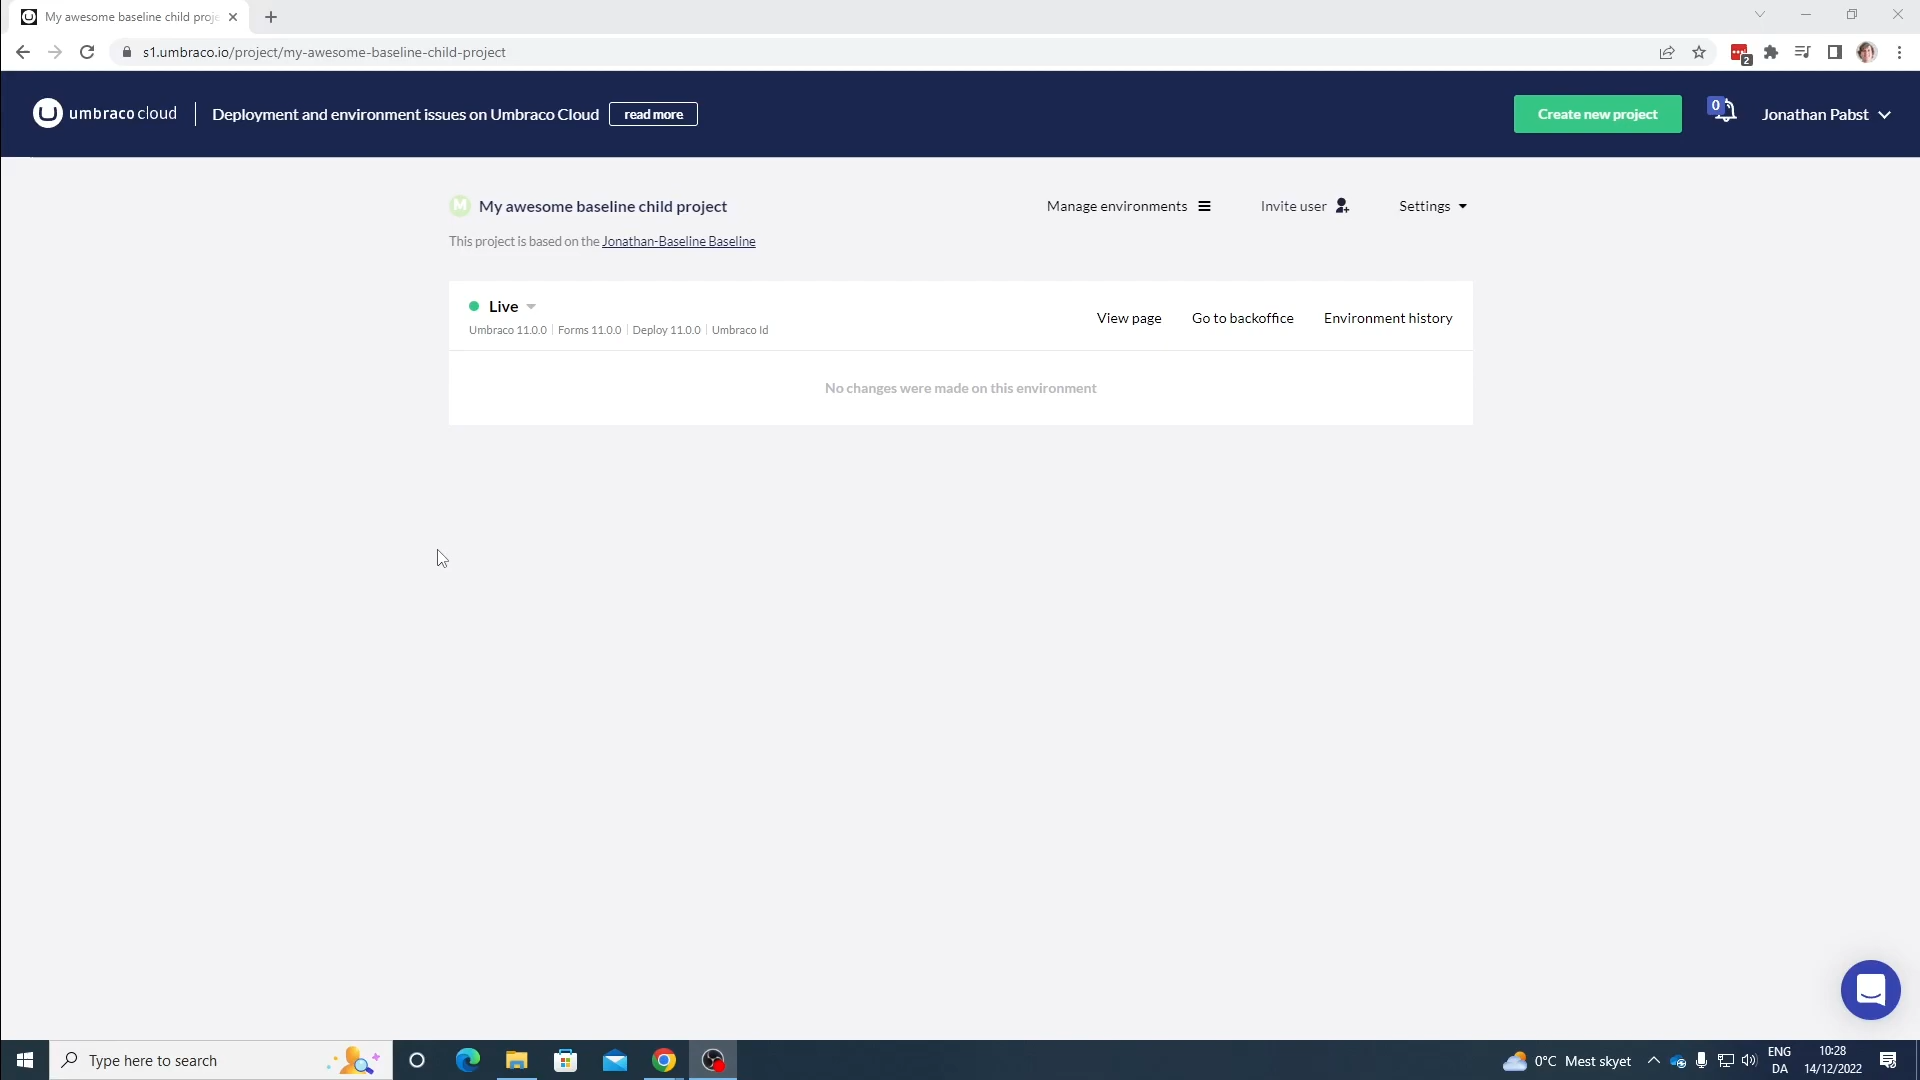 My awesome baseline child proje
s1.umbraco.io/project/my-awesome-baseline-child-project
2
umbraco cloud
Deployment and environment issues on Umbraco Cloud
read more
Create new project
0
Jonathan Pabst
M
My awesome baseline child project
Manage environments
Invite user
Settings
This project is based on the Jonathan-Baseline Baseline
Live
Umbraco 11.0.0 | Forms 11.0.0 | Deploy 11.0.0 | Umbraco Id
View page
Go to backoffice
Environment history
No changes were made on this environment
Type here to search
0°C Mest skyet
ENG
DA
10:28
14/12/2022